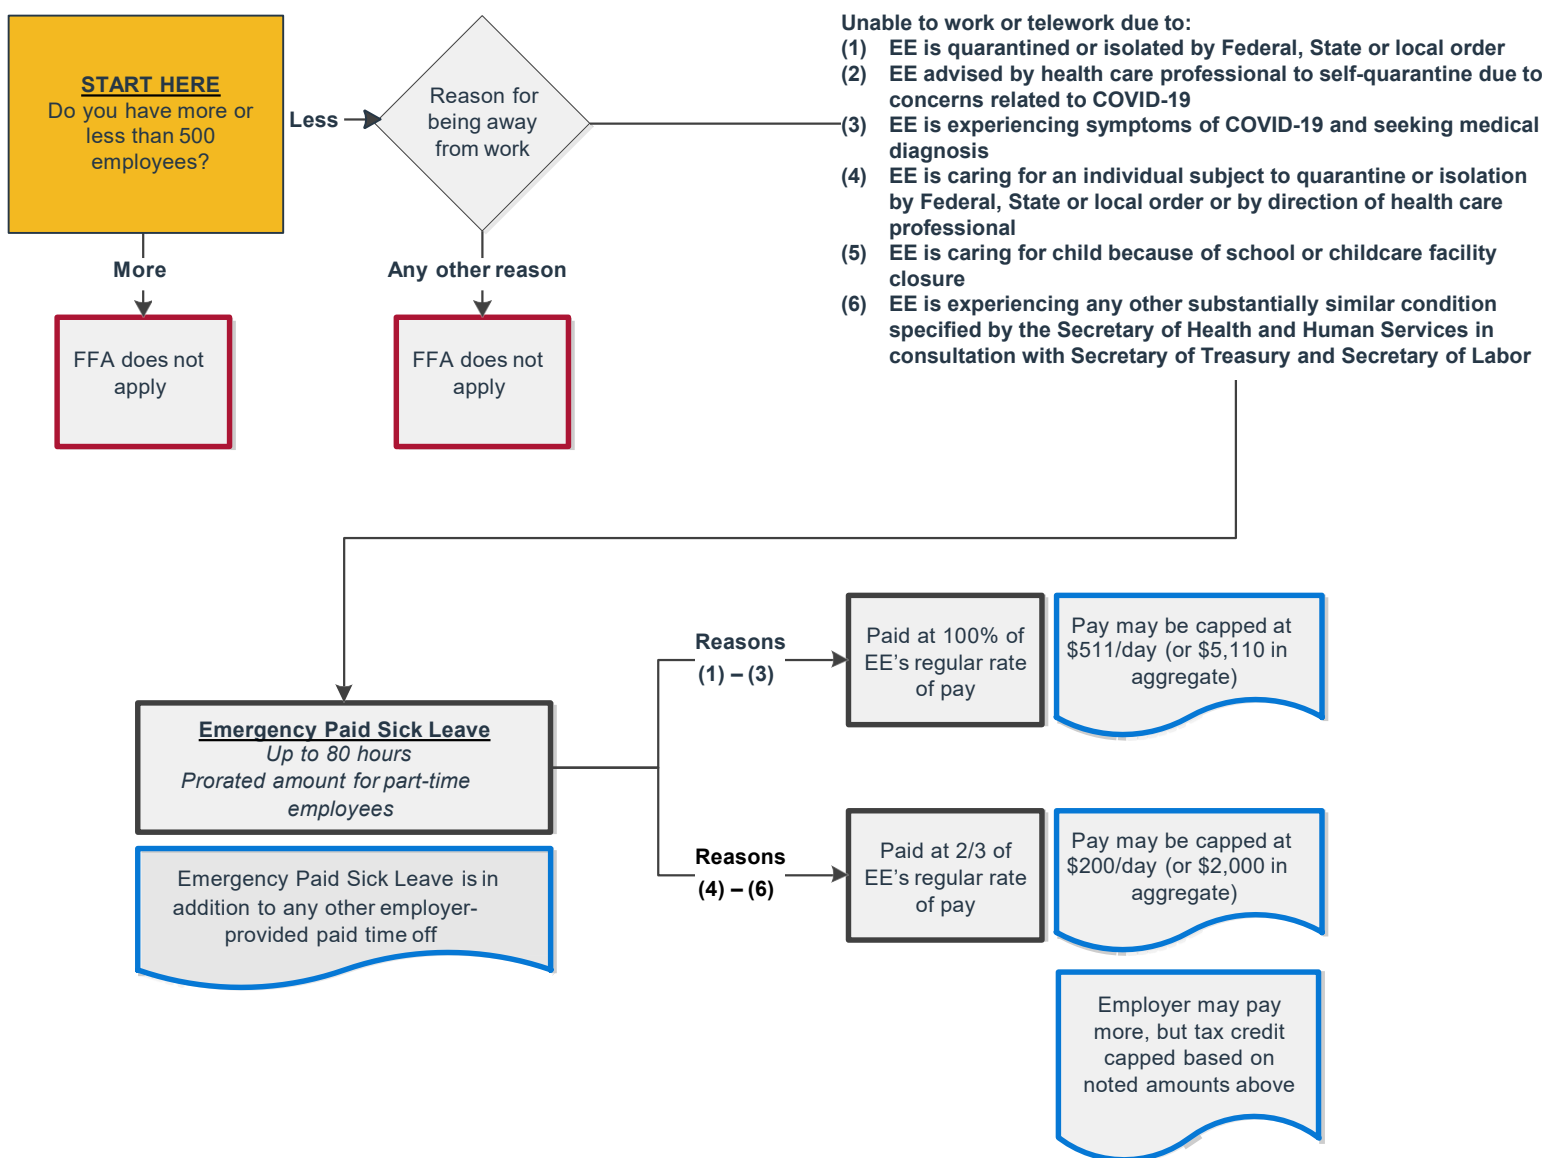 START HERE
Do you have more or
less than 500
employees?
Less
Reason for
being away
from work
Unable to work or telework due to:
(1) EE is quarantined or isolated by Federal, State or local order
(2) EE advised by health care professional to self-quarantine due to
concerns related to COVID-19
(3) EE is experiencing symptoms of COVID-19 and seeking medical
diagnosis
(4) EE is caring for an individual subject to quarantine or isolation
by Federal, State or local order or by direction of health care
professional
(5) EE is caring for child because of school or childcare facility
closure
(6) EE is experiencing any other substantially similar condition
specified by the Secretary of Health and Human Services in
consultation with Secretary of Treasury and Secretary of Labor
More
Any other reason
FFA does not
apply
FFA does not
apply
Emergency Paid Sick Leave
Up to 80 hours
Prorated amount for part-time
employees
Emergency Paid Sick Leave is in
addition to any other employer-
provided paid time off
Reasons
(1) – (3)
Paid at 100% of
EE’s regular rate
of pay
Pay may be capped at
$511/day (or $5,110 in
aggregate)
Reasons
(4) – (6)
Paid at 2/3 of
EE’s regular rate
of pay
Pay may be capped at
$200/day (or $2,000 in
aggregate)
Employer may pay
more, but tax credit
capped based on
noted amounts above